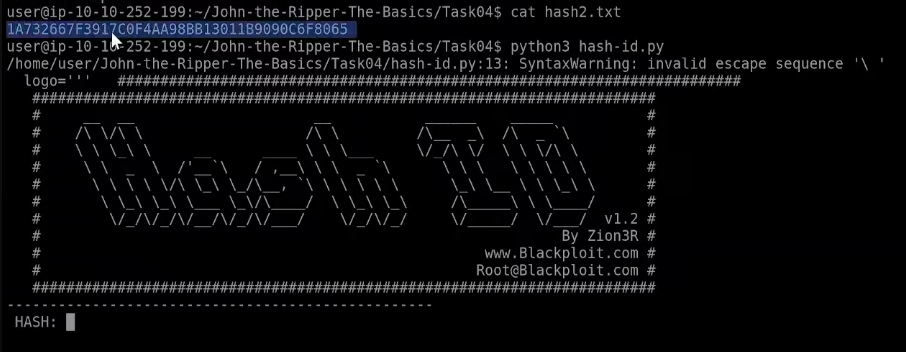 user@ip-10-10-252-199:~/John-the-Ripper-The-Basics/Task04$ cat hash2.txt
1A732667F3917C0F4AA98BB13011B9090C6F8065
user@ip-10-10-252-199:~/John-the-Ripper-The-Basics/Task04$ python3 hash-id.py
/home/user/John-the-Ripper-The-Basics/Task04/hash-id.py:13: SyntaxWarning: invalid escape sequence '\ '
logo='''   #########################################################################
#########################################################################
Hash ID
v1.2 #
# By Zion3R #
# www.Blackploit.com #
# Root@Blackploit.com #
#########################################################################
--------------------------------------------------
HASH: